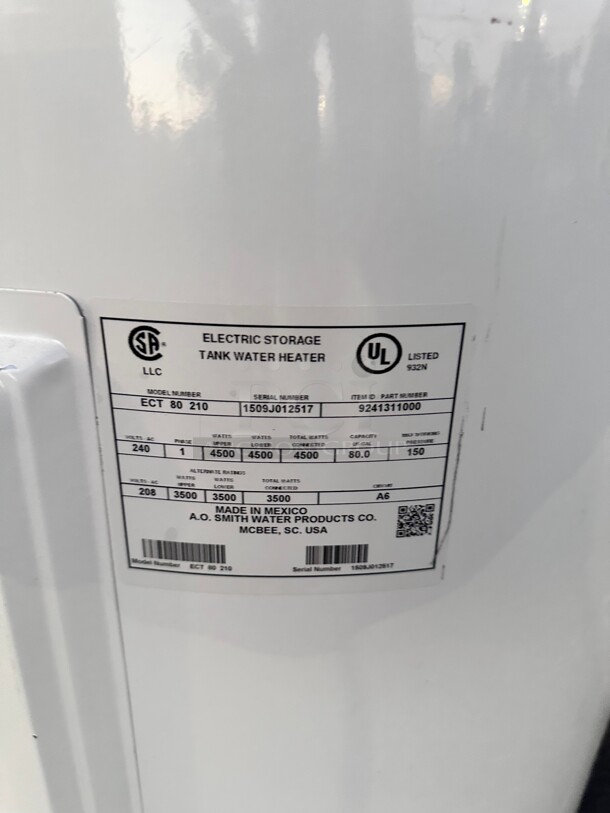 SA®
LLC
ELECTRIC STORAGE
TANK WATER HEATER
UL
LISTED
932N
MODEL NUMBER SERIAL NUMBER ITEM ID PART NUMBER
ECT 80 210 1509J012517 9241311000
VOLTS AC PHASE WATTS UPPER WATTS LOWER TOTAL WATTS CONNECTED CAPACITY MAX WORKING PRESSURE
240 1 4500 4500 4500 80.0 150
ALTERNATE RATINGS
VOLTS AC WATTS UPPER WATTS LOWER TOTAL WATTS CONNECTED CIRCUIT
208 3500 3500 3500 A6
MADE IN MEXICO
A.O. SMITH WATER PRODUCTS CO.
MCBEE, SC. USA
Model Number ECT 80 210 Serial Number 1509J012517